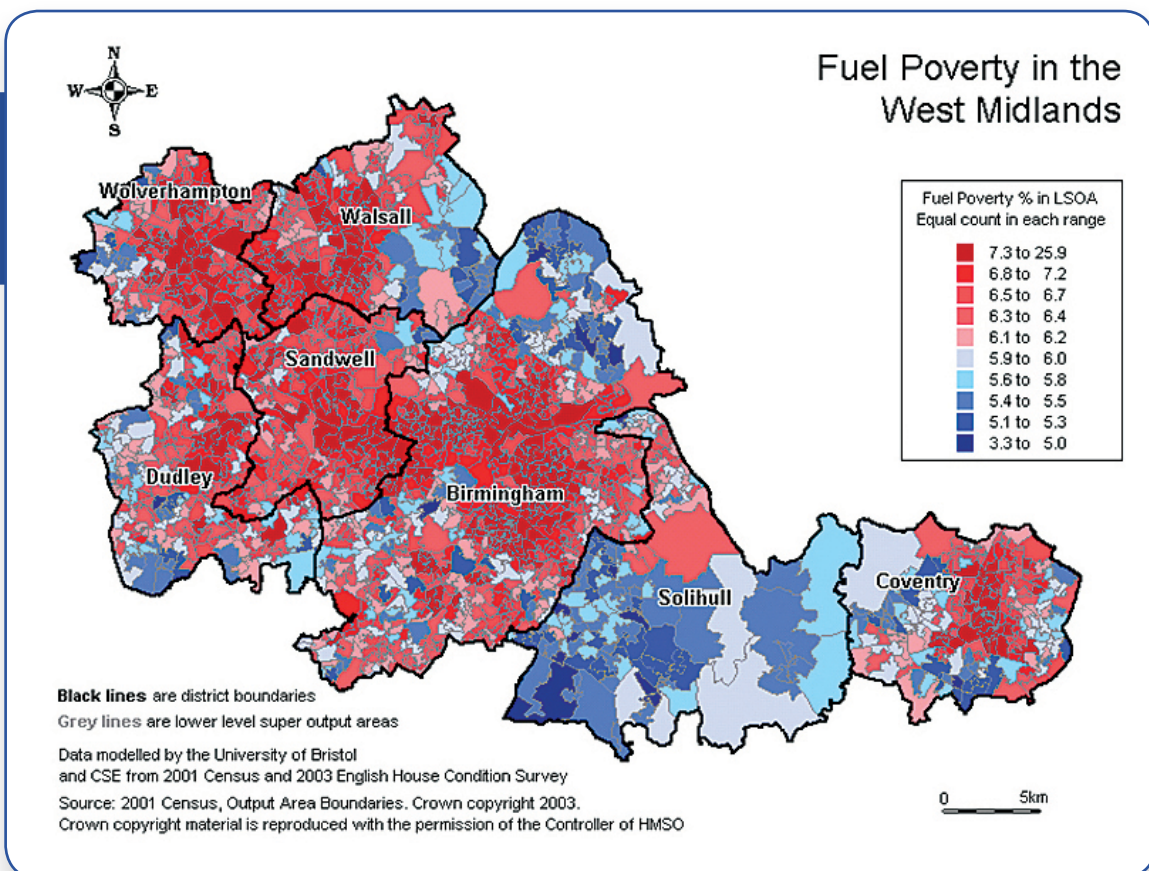 Fuel Poverty in the
West Midlands
N
W E
S
Wolverhampton
Walsall
Sandwell
Dudley
Birmingham
Solihull
Coventry
Fuel Poverty % in LSOA
Equal count in each range
7.3 to 25.9
6.8 to 7.2
6.5 to 6.7
6.3 to 6.4
6.1 to 6.2
5.9 to 6.0
5.6 to 5.8
5.4 to 5.5
5.1 to 5.3
3.3 to 5.0
Black lines are district boundaries
Grey lines are lower level super output areas
Data modelled by the University of Bristol
and CSE from 2001 Census and 2003 English House Condition Survey
Source: 2001 Census, Output Area Boundaries. Crown copyright 2003.
Crown copyright material is reproduced with the permission of the Controller of HMSO
0 5km